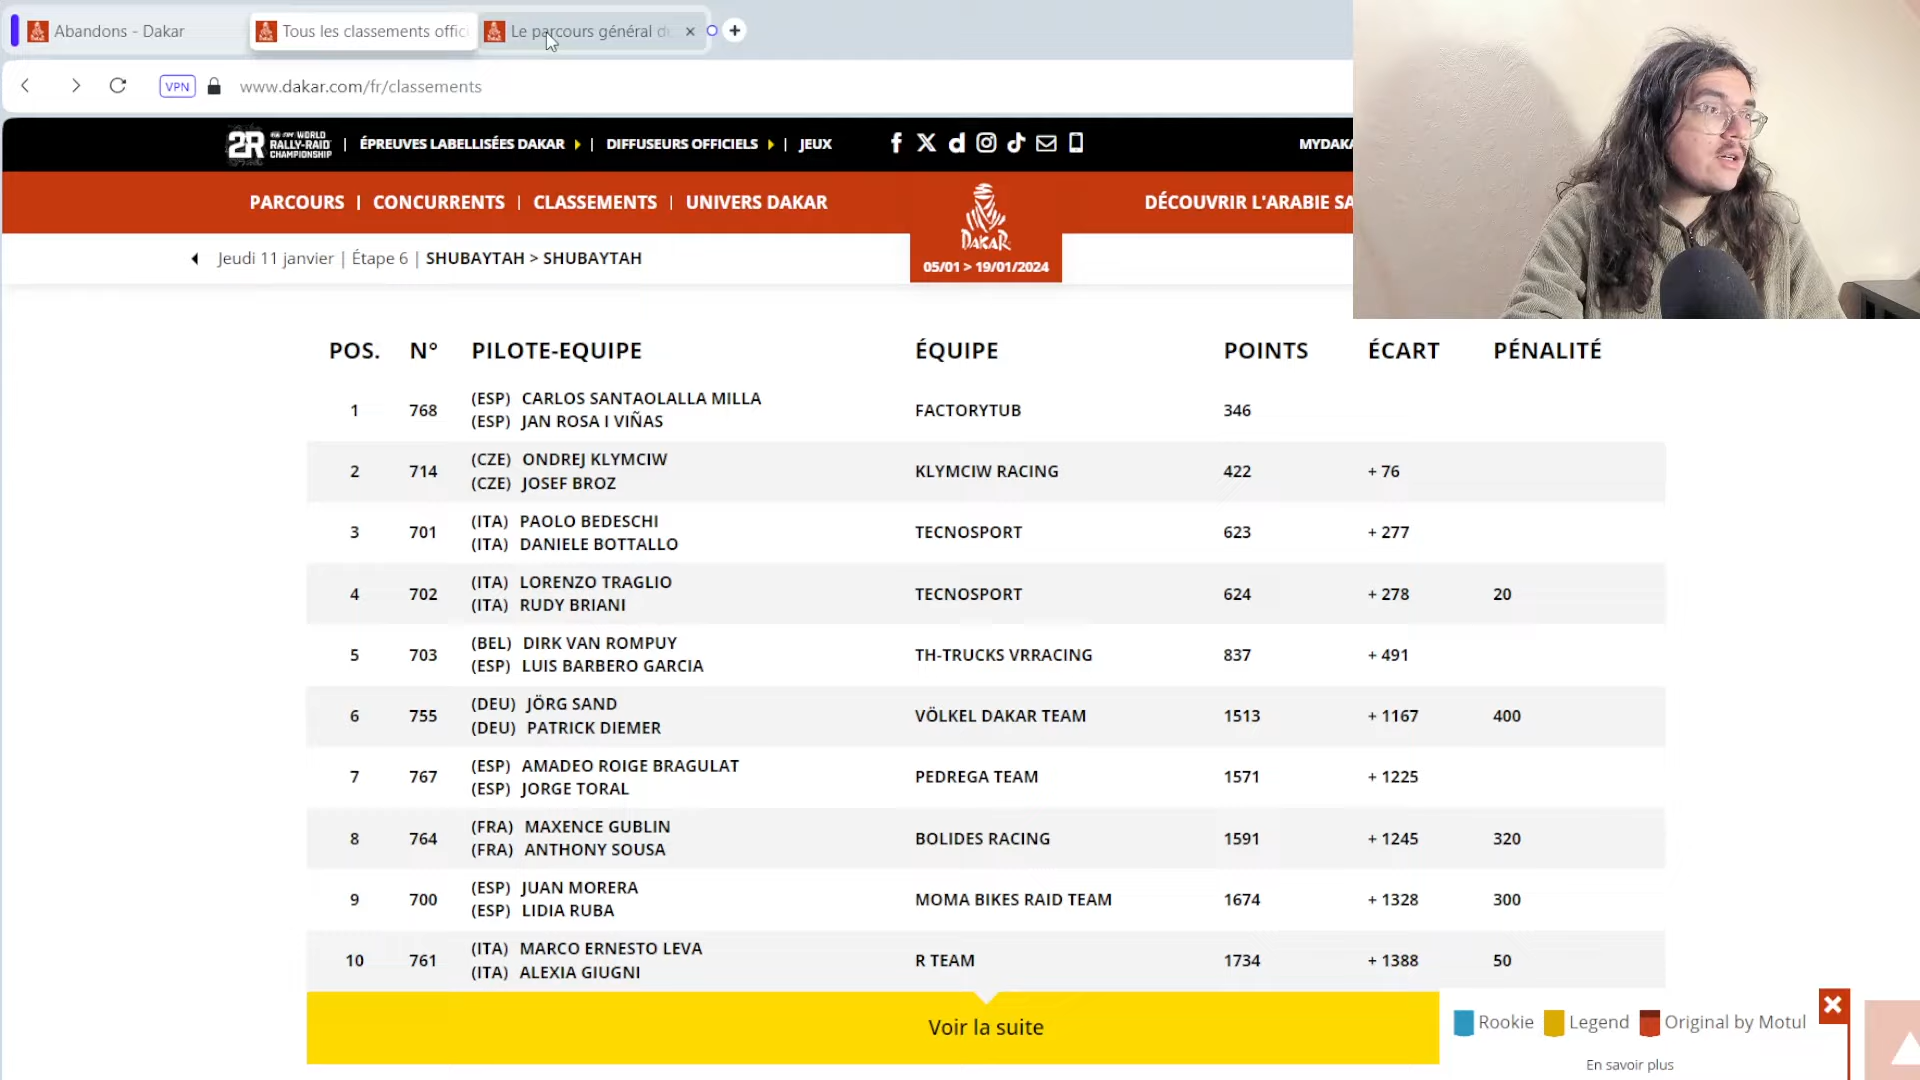 Abandons - Dakar
Tous les classements offic
Le parcours général d
VPN
www.dakar.com/fr/classements
2R WORLD RALLY-RAID CHAMPIONSHIP | ÉPREUVES LABELLISÉES DAKAR | DIFFUSEURS OFFICIELS | JEUX
MYDAKA
PARCOURS | CONCURRENTS | CLASSEMENTS | UNIVERS DAKAR
DAKAR
DÉCOUVRIR L'ARABIE SA
Jeudi 11 janvier | Étape 6 | SHUBAYTAH > SHUBAYTAH
05/01 > 19/01/2024
POS. N° PILOTE-EQUIPE ÉQUIPE POINTS ÉCART PÉNALITÉ
(ESP) CARLOS SANTAOLALLA MILLA
1 768 FACTORYTUB 346
(ESP) JAN ROSA I VIÑAS
(CZE) ONDREJ KLYMCIW
2 714 KLYMCIW RACING 422 + 76
(CZE) JOSEF BROZ
(ITA) PAOLO BEDESCHI
3 701 TECNOSPORT 623 + 277
(ITA) DANIELE BOTTALLO
(ITA) LORENZO TRAGLIO
4 702 TECNOSPORT 624 + 278 20
(ITA) RUDY BRIANI
(BEL) DIRK VAN ROMPUY
5 703 TH-TRUCKS VRRACING 837 + 491
(ESP) LUIS BARBERO GARCIA
(DEU) JÖRG SAND
6 755 VÖLKEL DAKAR TEAM 1513 + 1167 400
(DEU) PATRICK DIEMER
(ESP) AMADEO ROIGE BRAGULAT
7 767 PEDREGA TEAM 1571 + 1225
(ESP) JORGE TORAL
(FRA) MAXENCE GUBLIN
8 764 BOLIDES RACING 1591 + 1245 320
(FRA) ANTHONY SOUSA
(ESP) JUAN MORERA
9 700 MOMA BIKES RAID TEAM 1674 + 1328 300
(ESP) LIDIA RUBA
(ITA) MARCO ERNESTO LEVA
10 761 R TEAM 1734 + 1388 50
(ITA) ALEXIA GIUGNI
Voir la suite
Rookie Legend Original by Motul
En savoir plus